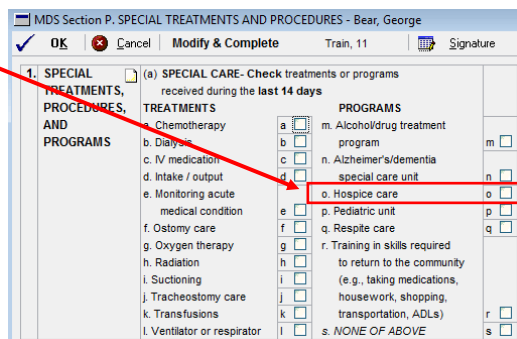 MDS Section P. SPECIAL TREATMENTS AND PROCEDURES - Bear, George
OK Cancel Modify & Complete Train, 11 Signature
1. SPECIAL TREATMENTS, PROCEDURES, AND PROGRAMS
(a) SPECIAL CARE- Check treatments or programs
received during the last 14 days
TREATMENTS
a. Chemotherapy a
b. Dialysis b
c. IV medication c
d. Intake / output d
e. Monitoring acute
medical condition e
f. Ostomy care f
g. Oxygen therapy g
h. Radiation h
i. Suctioning i
j. Tracheostomy care j
k. Transfusions k
l. Ventilator or respirator l
PROGRAMS
m. Alcohol/drug treatment
program m
n. Alzheimer's/dementia
special care unit n
o. Hospice care o
p. Pediatric unit p
q. Respite care q
r. Training in skills required
to return to the community
(e.g., taking medications,
housework, shopping,
transportation, ADLs) r
s. NONE OF ABOVE s